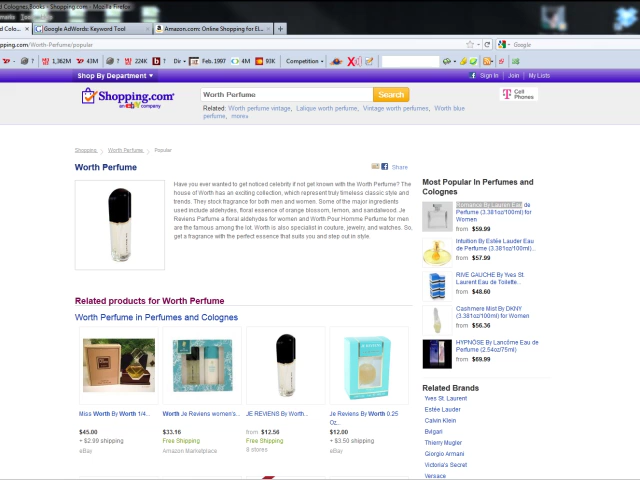 d Colognes,Books - Shopping.com - Mozilla Firefox
d Colo...
Google AdWords: Keyword Tool
Amazon.com: Online Shopping for El...
pping.com/Worth-Perfume/popular
Google
?
1,362M
43M
?
224K
?
Dir
Feb. 1997
4M
93K
Competition
Shop By Department
Sign In
Join
My Lists
Shopping.com
an ebay company
Worth Perfume
Search
Related: Worth perfume vintage, Lalique worth perfume, Vintage worth perfumes, Worth blue
perfume, more»
T
Cell
Phones
Shopping
Worth Perfume
Popular
Worth Perfume
Share
Have you ever wanted to get noticed celebrity if not get known with the Worth Perfume? The
house of Worth has an exciting collection, which represent truly timeless classic style and
trends. They stock fragrance for both men and women. Some of the major ingredients
used include aldehydes, floral essence of orange blossom, lemon, and sandalwood. Je
Reviens Parfume a floral aldehydes for women and Worth Pour Homme Perfume for men
are the famous among the lot. Worth is also specialist in couture, jewelry, and watches. So,
get a fragrance with the perfect essence that suits you and step out in style.
Most Popular in Perfumes and
Colognes
Romance By Lauren Eau de
Perfume (3.381oz/100ml) for
Women
from $59.99
Intuition By Estée Lauder Eau
de Perfume (3.381oz/100ml)...
from $57.99
RIVE GAUCHE By Yves St.
Laurent Eau de Toilette...
from $48.60
Cashmere Mist By DKNY
(3.381oz/100ml) for Women
from $56.36
HYPNÔSE By Lancôme Eau de
Perfume (2.54oz/75ml)
from $69.99
Related products for Worth Perfume
Worth Perfume in Perfumes and Colognes
Miss Worth By Worth 1/4...
$45.00
+ $2.99 shipping
eBay
Worth Je Reviens women's...
$33.16
Free Shipping
Amazon Marketplace
JE REVIENS By Worth...
from $12.56
Free Shipping
8 stores
Je Reviens By Worth 0.25
Oz...
$12.00
+ $3.50 shipping
eBay
Related Brands
Yves St. Laurent
Estée Lauder
Calvin Klein
Bvlgari
Thierry Mugler
Giorgio Armani
Victoria's Secret
Versace